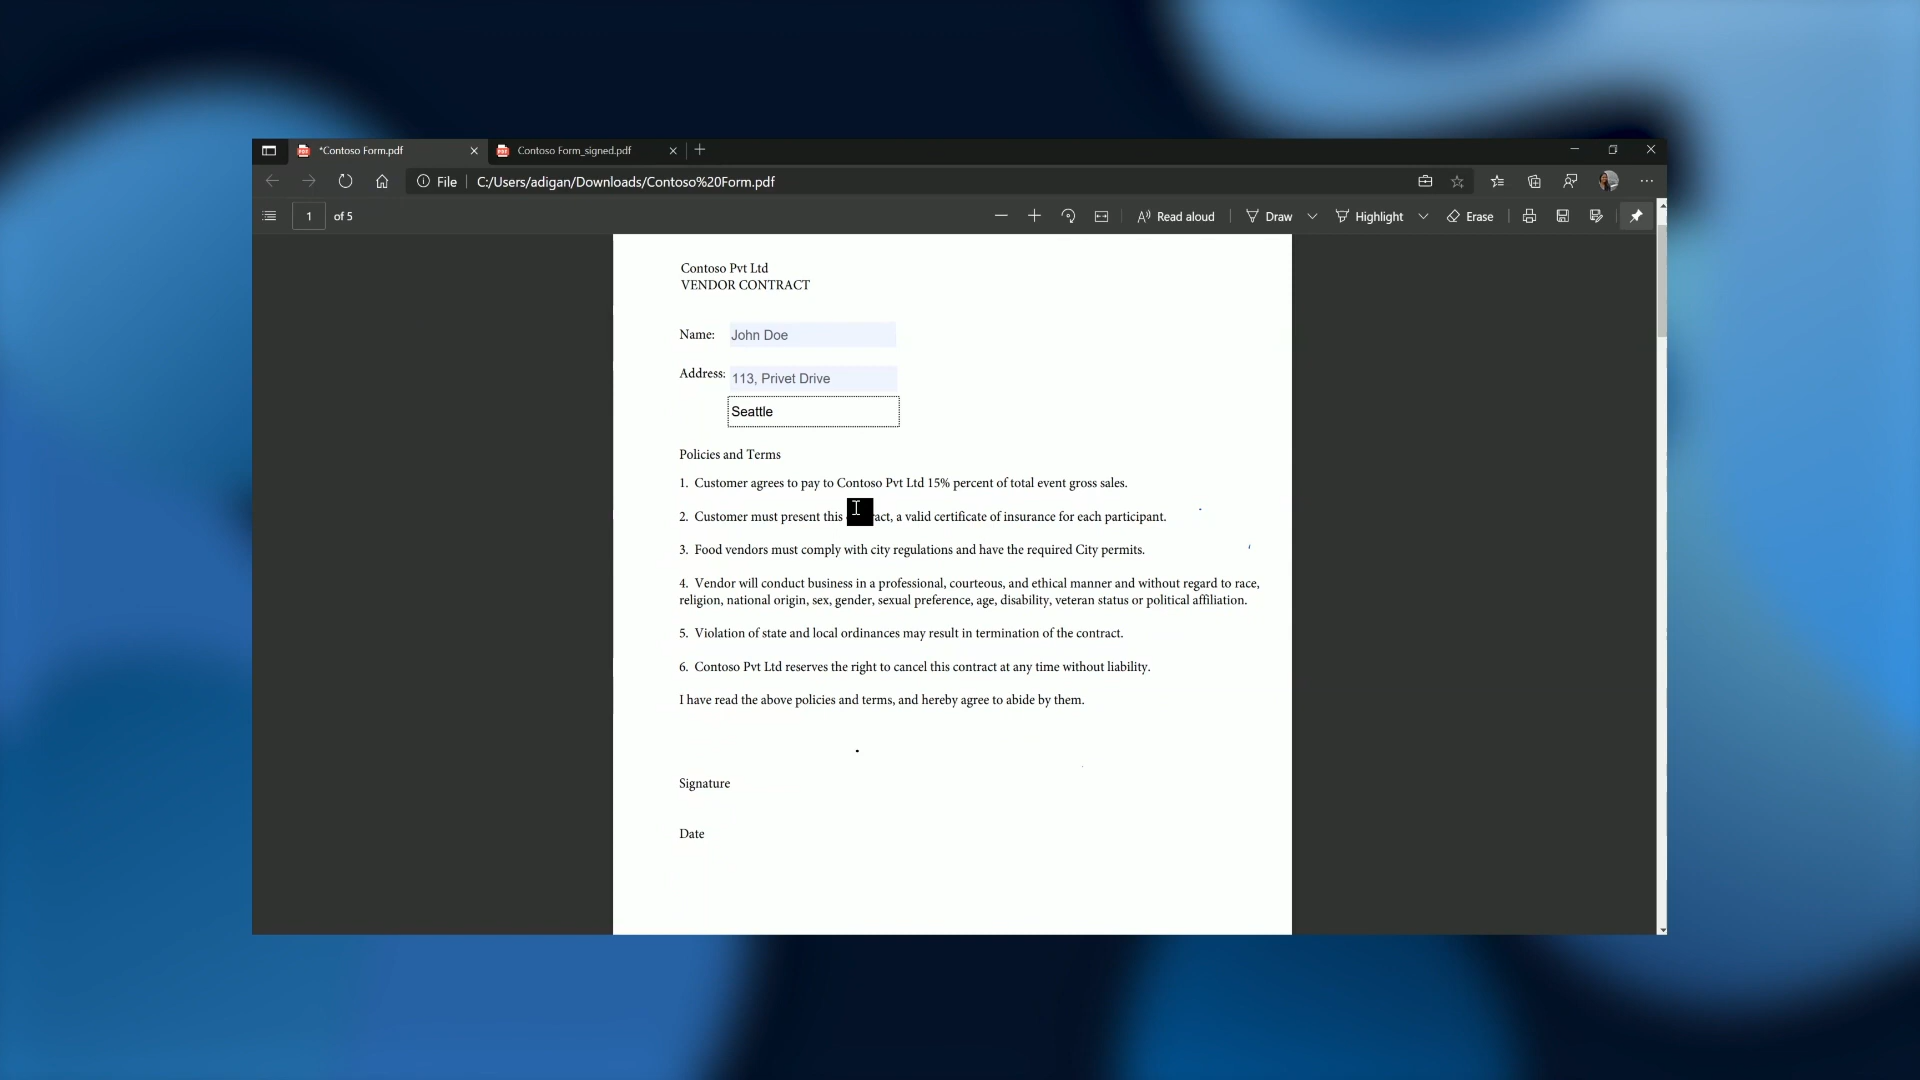 *Contoso Form.pdf
Contoso Form_signed.pdf
File
C:/Users/adigan/Downloads/Contoso%20Form.pdf
1 of 5
Read aloud
Draw
Highlight
Erase
Contoso Pvt Ltd
VENDOR CONTRACT
Name: John Doe
Address: 113, Privet Drive
Seattle
Policies and Terms
1. Customer agrees to pay to Contoso Pvt Ltd 15% percent of total event gross sales.
2. Customer must present this act, a valid certificate of insurance for each participant.
3. Food vendors must comply with city regulations and have the required City permits.
4. Vendor will conduct business in a professional, courteous, and ethical manner and without regard to race,
religion, national origin, sex, gender, sexual preference, age, disability, veteran status or political affiliation.
5. Violation of state and local ordinances may result in termination of the contract.
6. Contoso Pvt Ltd reserves the right to cancel this contract at any time without liability.
I have read the above policies and terms, and hereby agree to abide by them.
Signature
Date